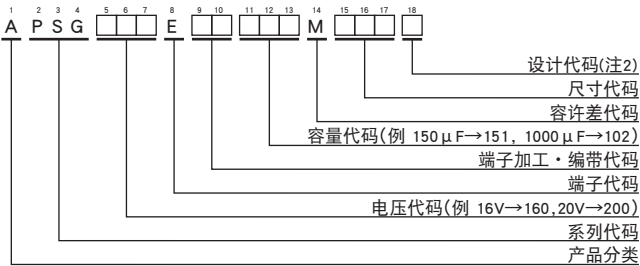 1 2 3 4 5 6 7 8 9 10 11 12 13 14 15 16 17 18
A P S G E M
设计代码(注2)
尺寸代码
容许差代码
容量代码(例 150μF→151, 1000μF→102)
端子加工・编带代码
端子代码
电压代码(例 16V→160,20V→200)
系列代码
产品分类